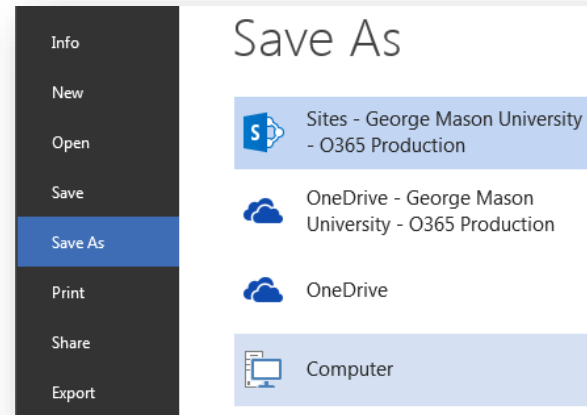 Info
New
Open
Save
Save As
Print
Share
Export
Save As
S
Sites - George Mason University
- O365 Production
OneDrive - George Mason
University - O365 Production
OneDrive
Computer